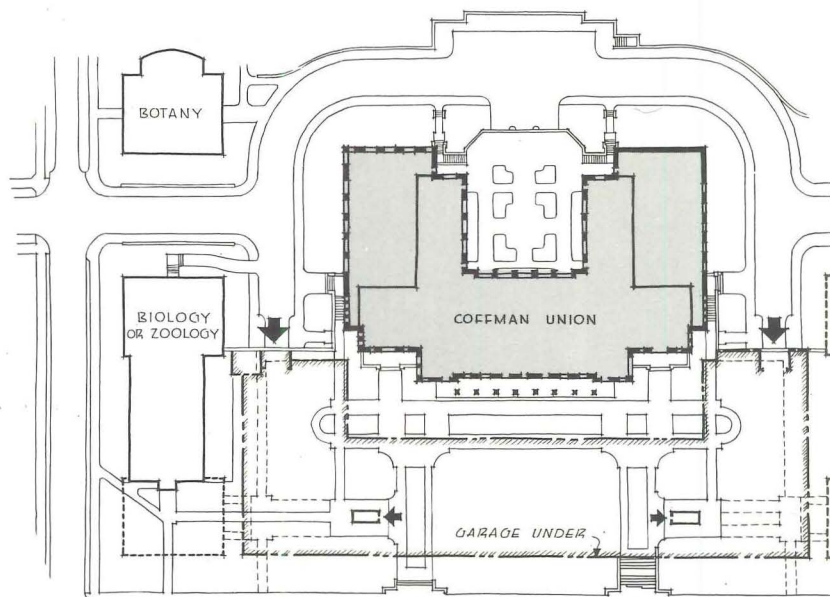 BOTANY
BIOLOGY
OR ZOOLOGY
COFFMAN UNION
GARAGE UNDER